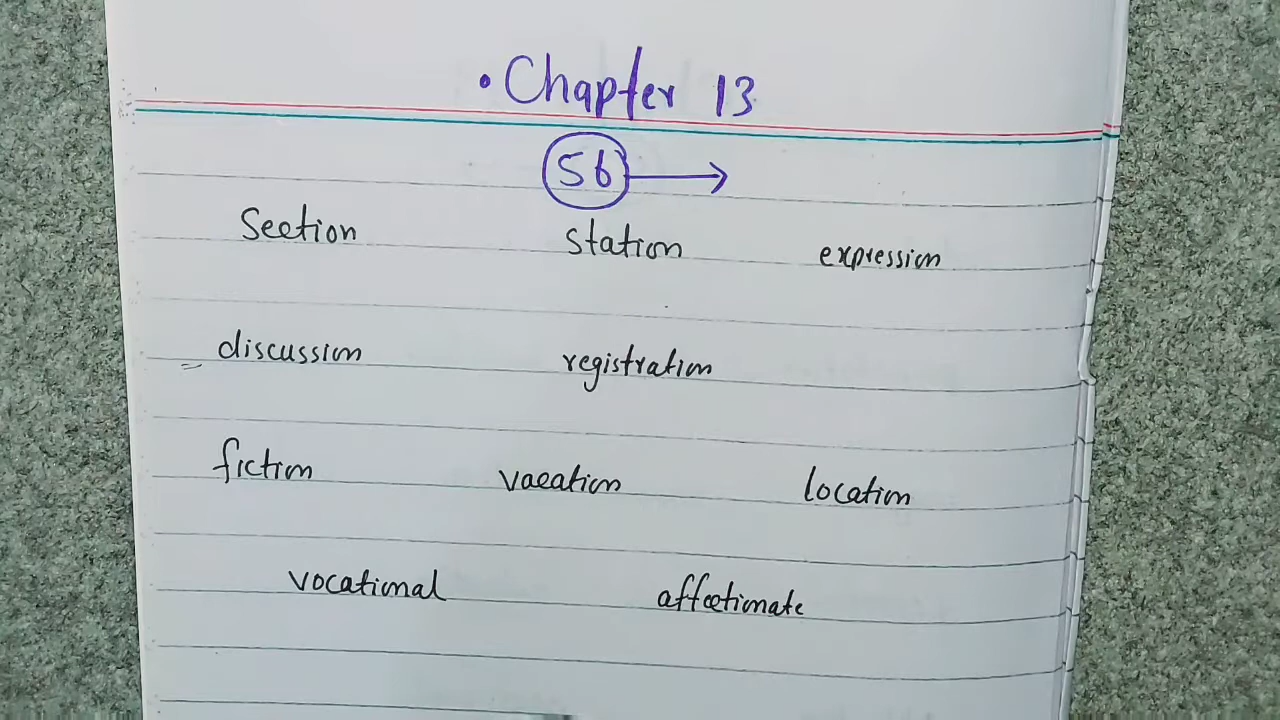 • Chapter 13
56 →
Section station expression
discussion registration
fiction vacation location
vocational affectionate